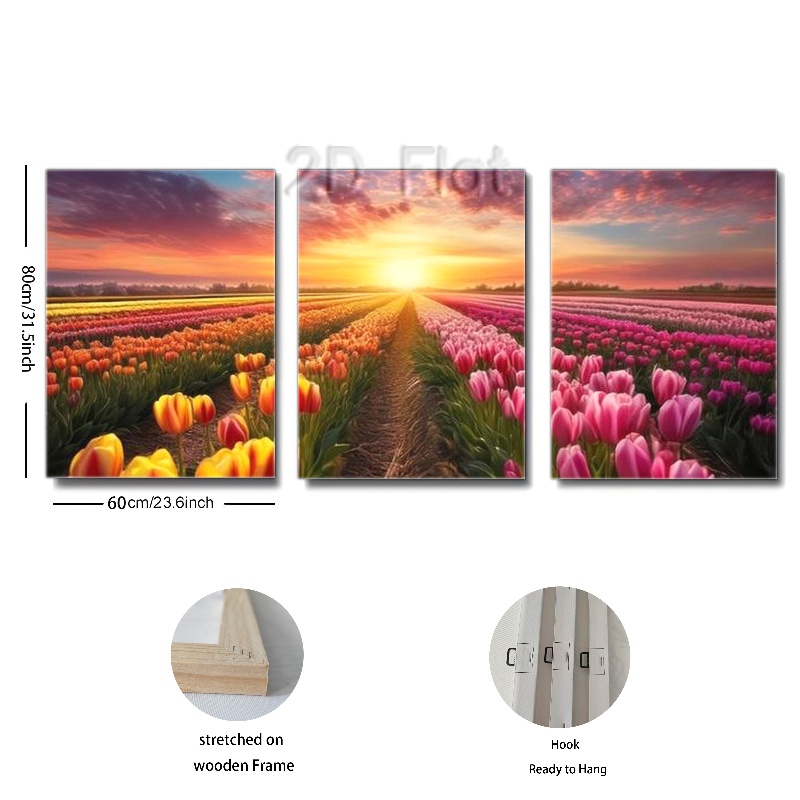 2D Flat
80cm/31.5inch
60cm/23.6inch
stretched on
wooden Frame
Hook
Ready to Hang